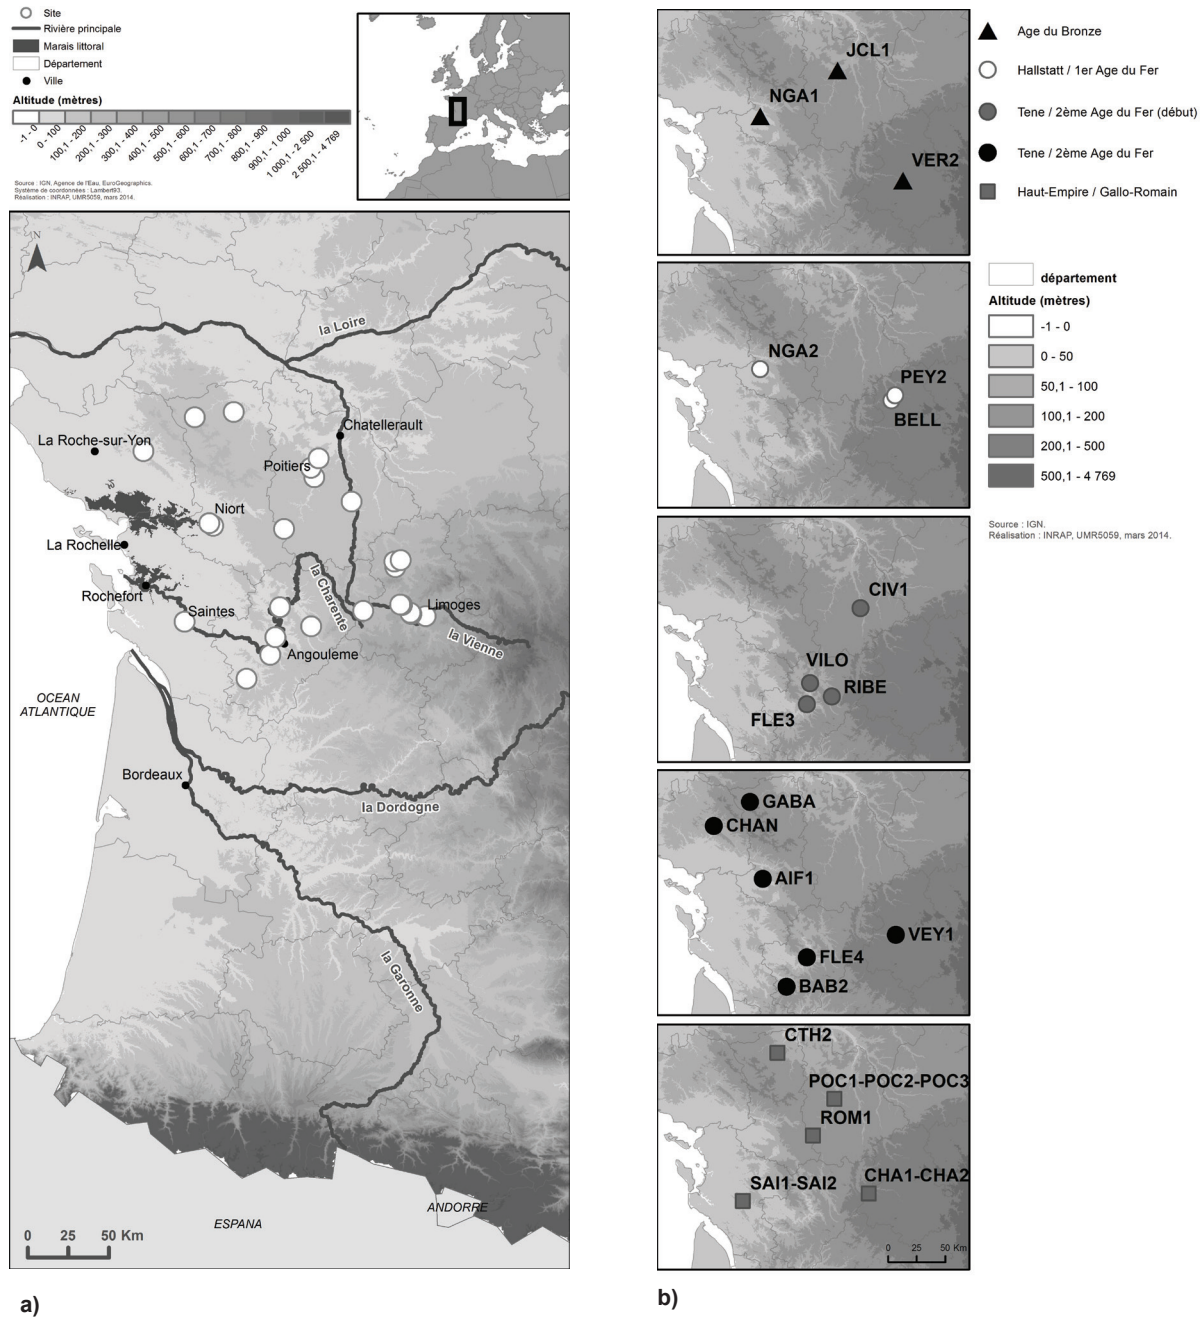 Site
Rivière principale
Marais littoral
Département
Ville
Altitude (mètres)
-1 - 0
0 - 100
100,1 - 200
200,1 - 300
300,1 - 400
400,1 - 500
500,1 - 600
600,1 - 700
700,1 - 800
800,1 - 900
900,1 - 1 000
1 000,1 - 2 500
2 500,1 - 4 769
Source : IGN. Agence de l'Eau, EuroGeographics.
Système de coordonnées : Lambert93.
Réalisation : INRAP, UMR5059, mars 2014.
N
la Loire
Chatellerault
La Roche-sur-Yon
Poitiers
Niort
La Rochelle
Rochefort
la Charente
Saintes
Limoges
la Vienne
Angouleme
OCEAN
ATLANTIQUE
Bordeaux
la Dordogne
la Garonne
ANDORRE
ESPANA
0 25 50 Km
a)
JCL1
NGA1
VER2
Age du Bronze
Hallstatt / 1er Age du Fer
Tene / 2ème Age du Fer (début)
Tene / 2ème Age du Fer
Haut-Empire / Gallo-Romain
NGA2
PEY2
BELL
département
Altitude (mètres)
-1 - 0
0 - 50
50,1 - 100
100,1 - 200
200,1 - 500
500,1 - 4 769
Source : IGN.
Réalisation : INRAP, UMR5059, mars 2014.
CIV1
VILO
RIBE
FLE3
GABA
CHAN
AIF1
VEY1
FLE4
BAB2
CTH2
POC1-POC2-POC3
ROM1
SAI1-SAI2
CHA1-CHA2
0 25 50 Km
b)